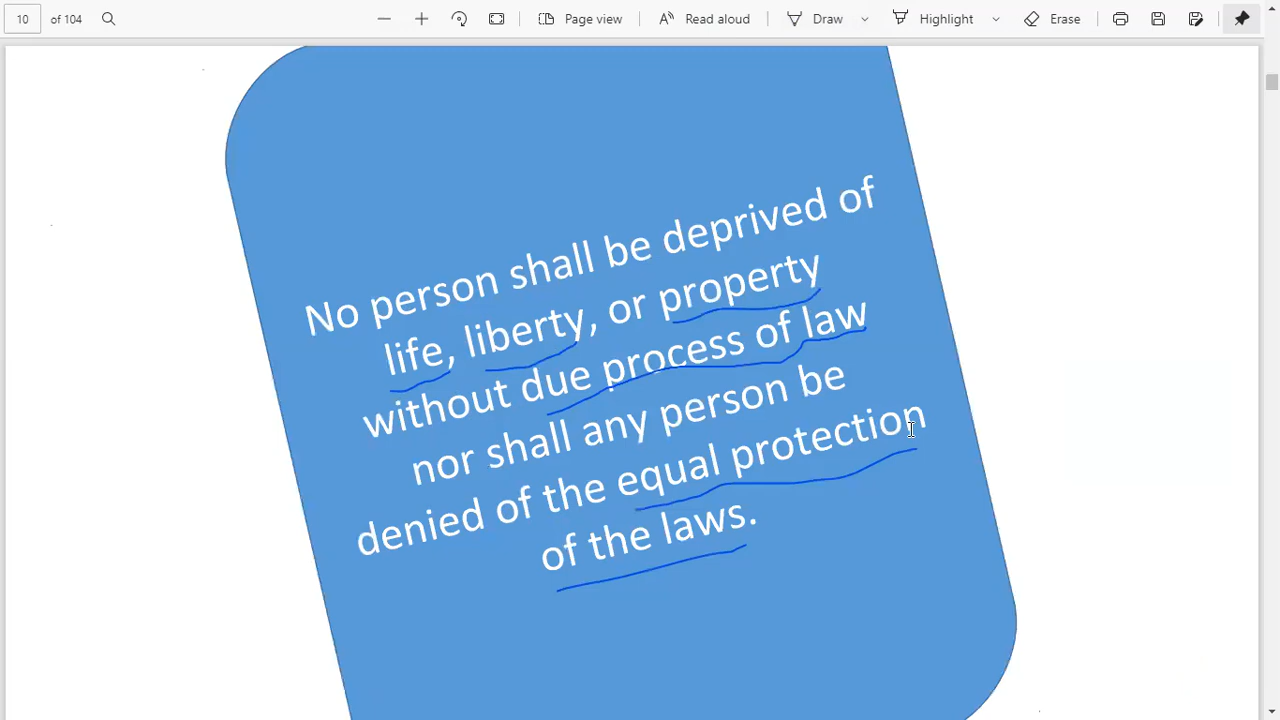 10 of 104 Page view Read aloud Draw Highlight Erase
No person shall be deprived of
life, liberty, or property
without due process of law
nor shall any person be
denied of the equal protection
of the laws.